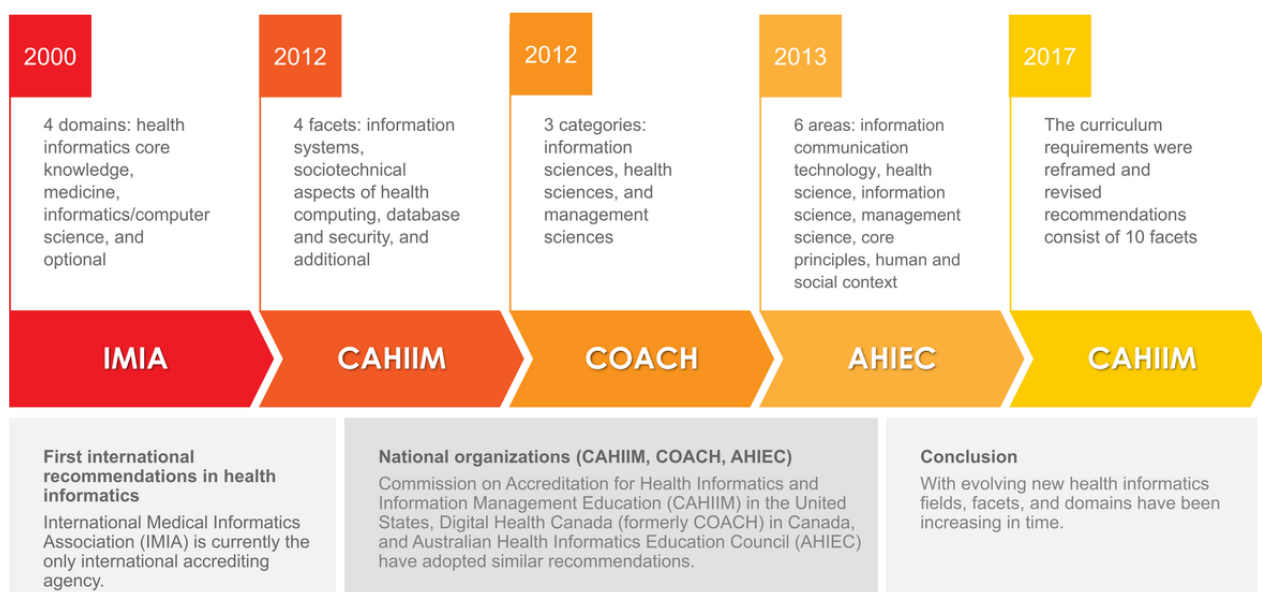 2000
4 domains: health
informatics core
knowledge,
medicine,
informatics/computer
science, and
optional
2012
4 facets: information
systems,
sociotechnical
aspects of health
computing, database
and security, and
additional
2012
3 categories:
information
sciences, health
sciences, and
management
sciences
2013
6 areas: information
communication
technology, health
science, information
science, management
science, core
principles, human and
social context
2017
The curriculum
requirements were
reframed and
revised
recommendations
consist of 10 facets
IMIA
CAHIIM
COACH
AHIEC
CAHIIM
First international
recommendations in health
informatics
International Medical Informatics
Association (IMIA) is currently the
only international accrediting
agency.
National organizations (CAHIIM, COACH, AHIEC)
Commission on Accreditation for Health Informatics and
Information Management Education (CAHIIM) in the United
States, Digital Health Canada (formerly COACH) in Canada,
and Australian Health Informatics Education Council (AHIEC)
have adopted similar recommendations.
Conclusion
With evolving new health informatics
fields, facets, and domains have been
increasing in time.